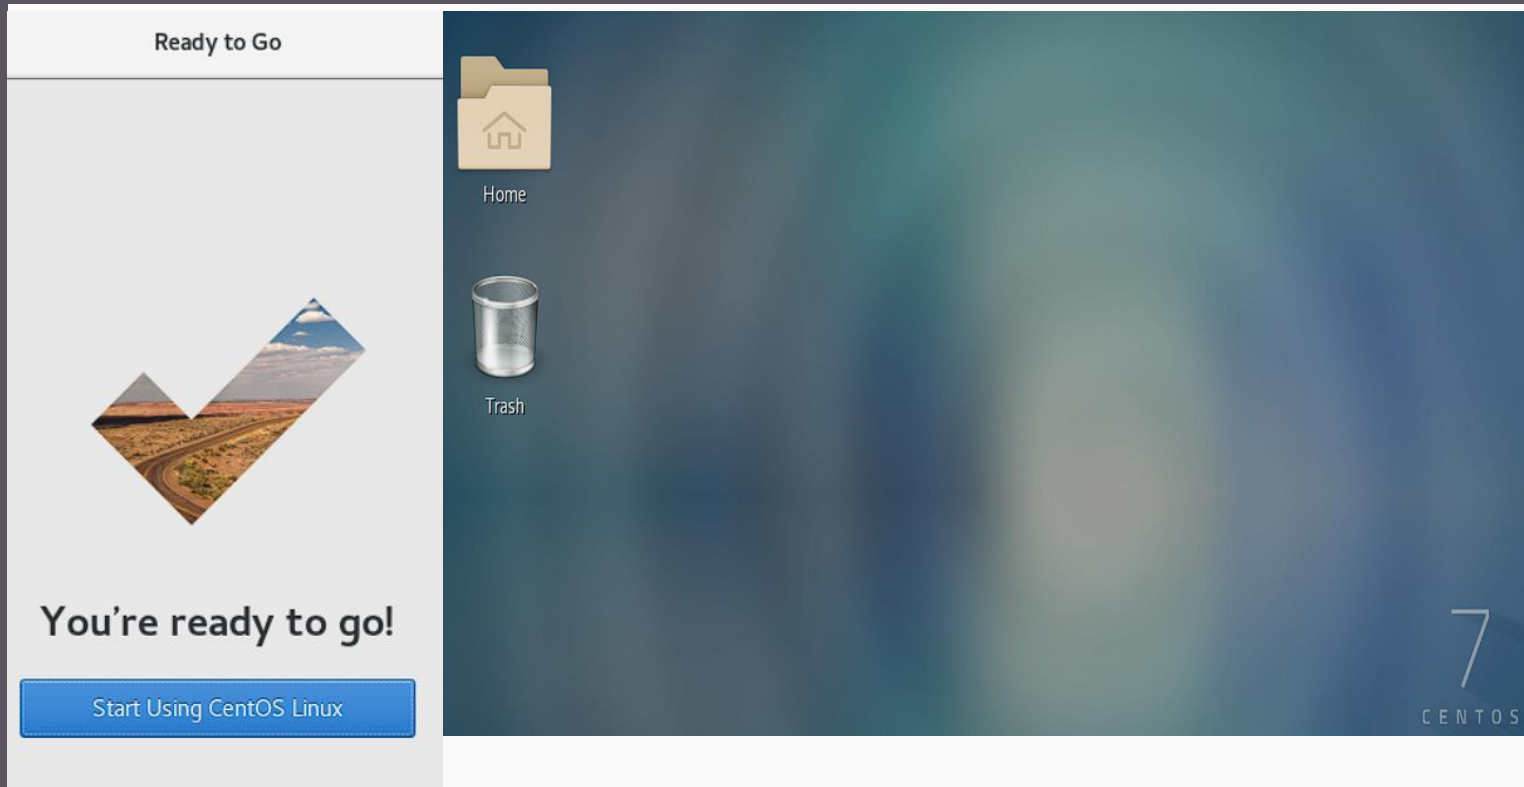 Ready to Go
You're ready to go!
Start Using CentOS Linux
Home
Trash
7
CENTOS